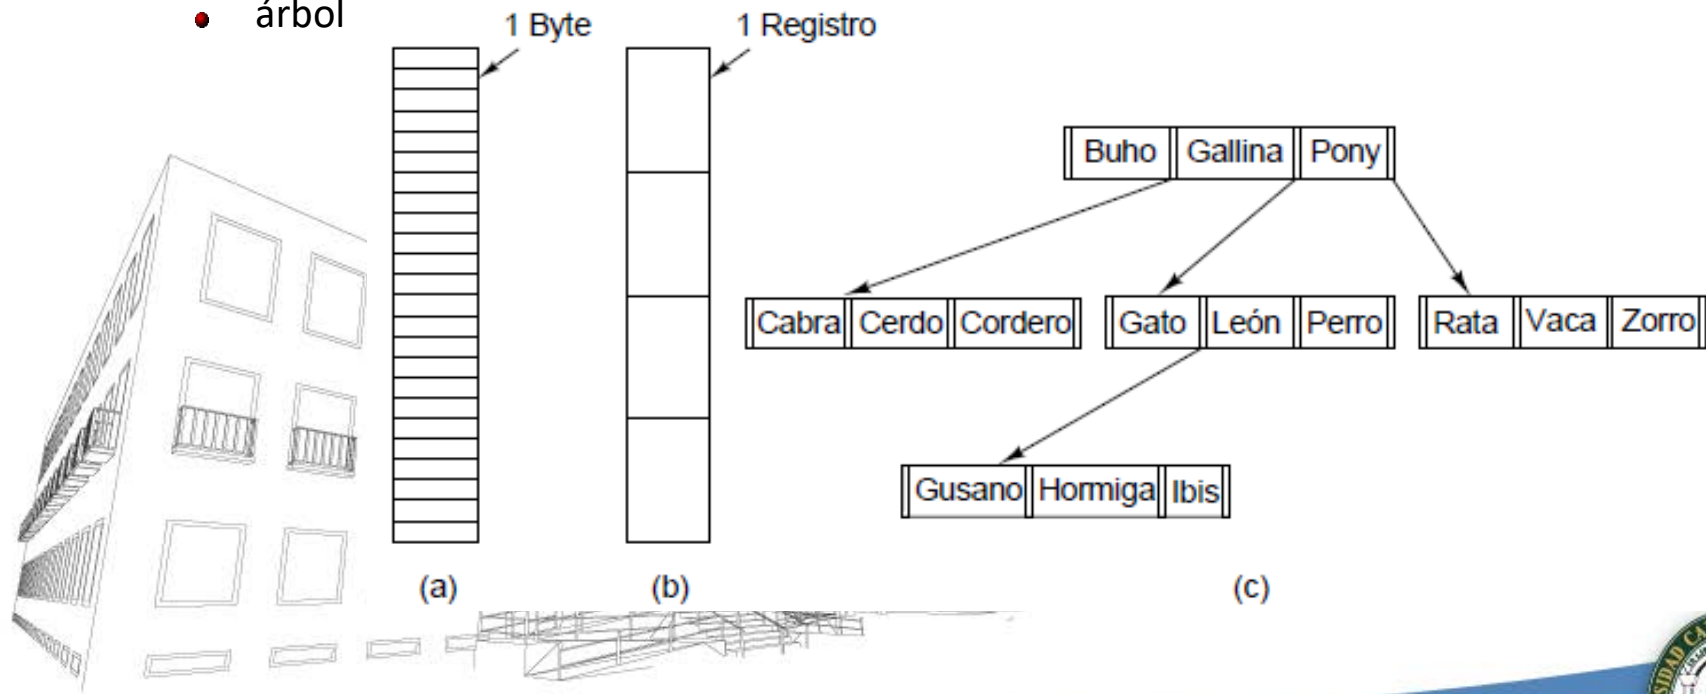 árbol
1 Byte
1 Registro
Buho Gallina Pony
Cabra Cerdo Cordero
Gato León Perro
Rata Vaca Zorro
Gusano Hormiga Ibis
(a)
(b)
(c)